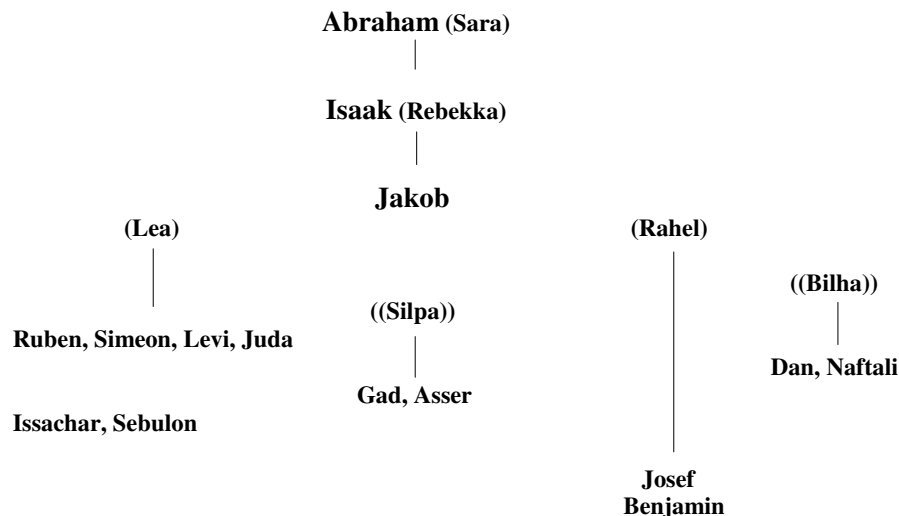 Abraham (Sara)
Isaak (Rebekka)
Jakob
(Lea)
(Rahel)
((Bilha))
((Silpa))
Ruben, Simeon, Levi, Juda
Dan, Naftali
Gad, Asser
Issachar, Sebulon
Josef
Benjamin